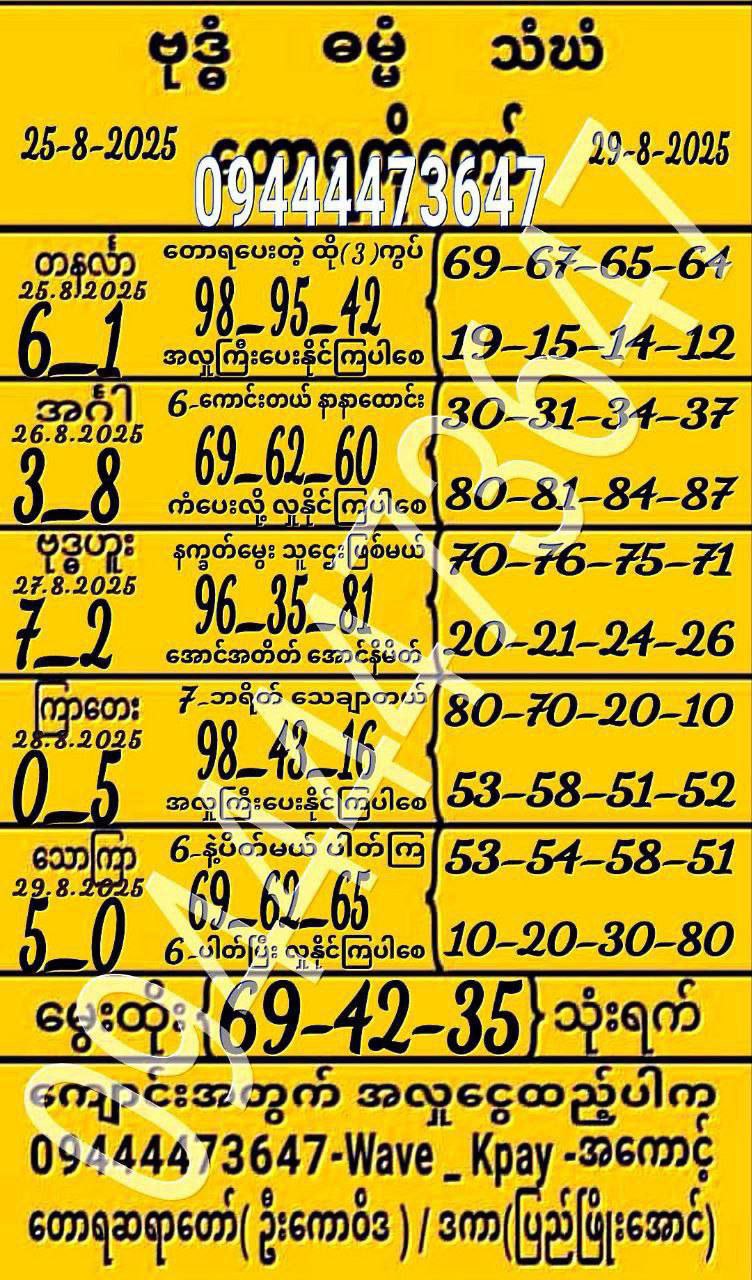 ဗုဒ္ဓံ ဓမ္မံ သံဃံ
25-8-2025 တောရကိုတော် 29-8-2025
09444473647
တနင်္လာ
25.8.2025
6_1
တောရပေးတဲ့ ထို(3)ကွပ်
98_95_42
အလှူကြီးပေးနိုင်ကြပါစေ
69-67-65-64
19-15-14-12
အင်္ဂါ
26.8.2025
3_8
6-ကောင်းတယ် နာနာထောင်း
69_62_60
ကံပေးလို့ လှူနိုင်ကြပါစေ
30-31-34-37
80-81-84-87
ဗုဒ္ဓဟူး
27.8.2025
7_2
နက္ခတ်မွေး သူဌေးဖြစ်မယ်
96_35_81
အောင်အတိတ် အောင်နိမိတ်
70-76-75-71
20-21-24-26
ကြာတေး
28.8.2025
0_5
7-ဘရိတ် သေချာတယ်
98_43_16
အလှူကြီးပေးနိုင်ကြပါစေ
80-70-20-10
53-58-51-52
သောကြာ
29.8.2025
5_0
6-နဲ့ပိတ်မယ် ပါတ်ကြ
69_62_65
6-ပါတ်ပြီး လှူနိုင်ကြပါစေ
53-54-58-51
10-20-30-80
မွေးထိုး{69-42-35}သုံးရက်
ကျောင်းအတွက် အလှူငွေထည့်ပါက
09444473647-Wave _ Kpay -အကောင့်
တောရဆရာတော်( ဦးကောဝိဒ ) / ဒကာ(ပြည်ဖြိုးအောင်)
09444473647